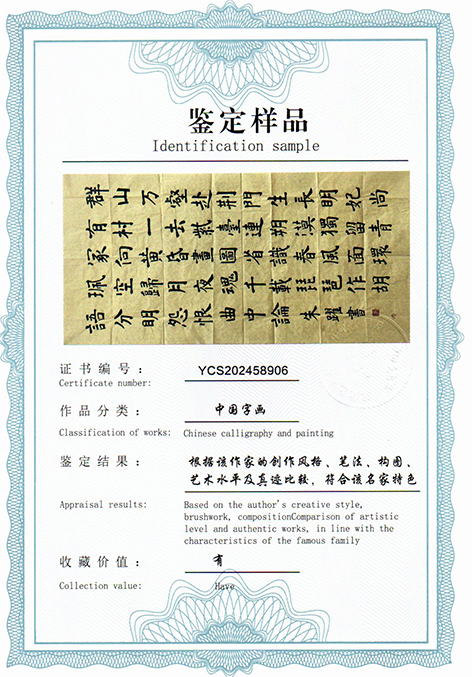 鉴定样品
Identification sample
群山万壑赴荆門生長明妃尚
有村一去紫臺連朔漠獨留青
冢向黄昏畫圖省識春風面環
珮空歸月夜魂千載琵琶作胡
語分明怨恨曲中論朱躍書
证书编号: YCS202458906
Certificate number:
作品分类: 中国字画
Classification of works: Chinese calligraphy and painting
鉴定结果: 根据该作家的创作风格、笔法、构图、
艺术水平及真迹比较,符合该名家特色
Appraisal results: Based on the author's creative style,
brushwork, compositionComparison of artistic
level and authentic works, in line with the
characteristics of the famous family
收藏价值: 有
Collection value: Have